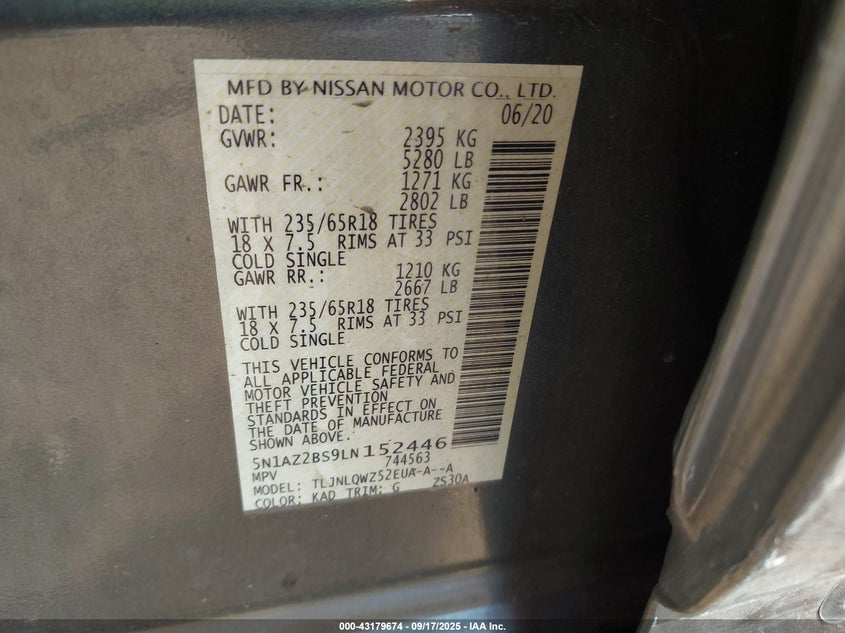 MFD BY NISSAN MOTOR CO., LTD.
DATE: 06/20
GVWR: 2395 KG
5280 LB
GAWR FR.: 1271 KG
2802 LB
WITH 235/65R18 TIRES
18 X 7.5 RIMS AT 33 PSI
COLD SINGLE
GAWR RR.: 1210 KG
2667 LB
WITH 235/65R18 TIRES
18 X 7.5 RIMS AT 33 PSI
COLD SINGLE
THIS VEHICLE CONFORMS TO
ALL APPLICABLE FEDERAL
MOTOR VEHICLE SAFETY AND
THEFT PREVENTION
STANDARDS IN EFFECT ON
THE DATE OF MANUFACTURE
SHOWN ABOVE.
5N1AZ2BS9LN152446
MPV 744563
MODEL: TLJNLQWZ52EUA-A--A
COLOR: KAD TRIM: G ZS30A
000-43179674 | 09/17/2025 - IAA Inc.